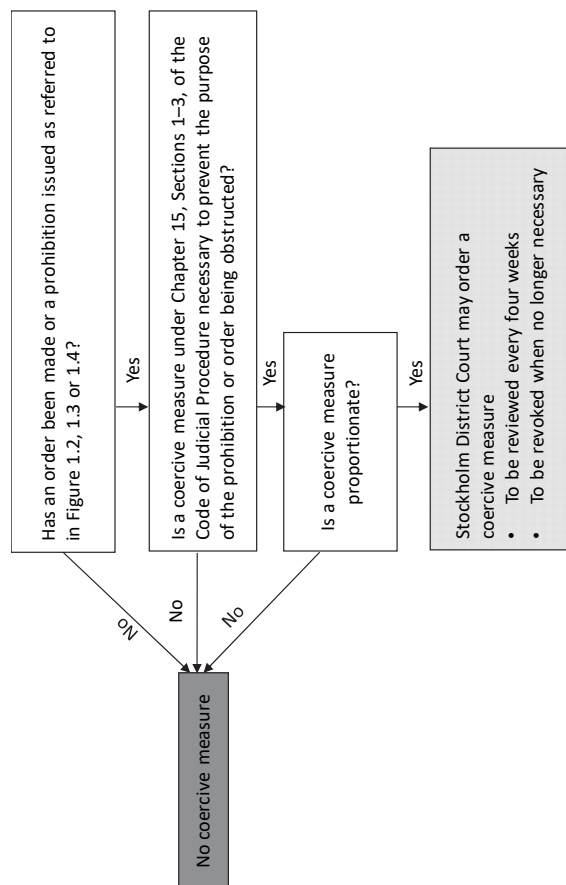 Has an order been made or a prohibition issued as referred to
in Figure 1.2, 1.3 or 1.4?
Yes
No
Is a coercive measure under Chapter 15, Sections 1–3, of the
Code of Judicial Procedure necessary to prevent the purpose
of the prohibition or order being obstructed?
Yes
No
Is a coercive measure
proportionate?
Yes
No
No coercive measure
Stockholm District Court may order a
coercive measure
• To be reviewed every four weeks
• To be revoked when no longer necessary